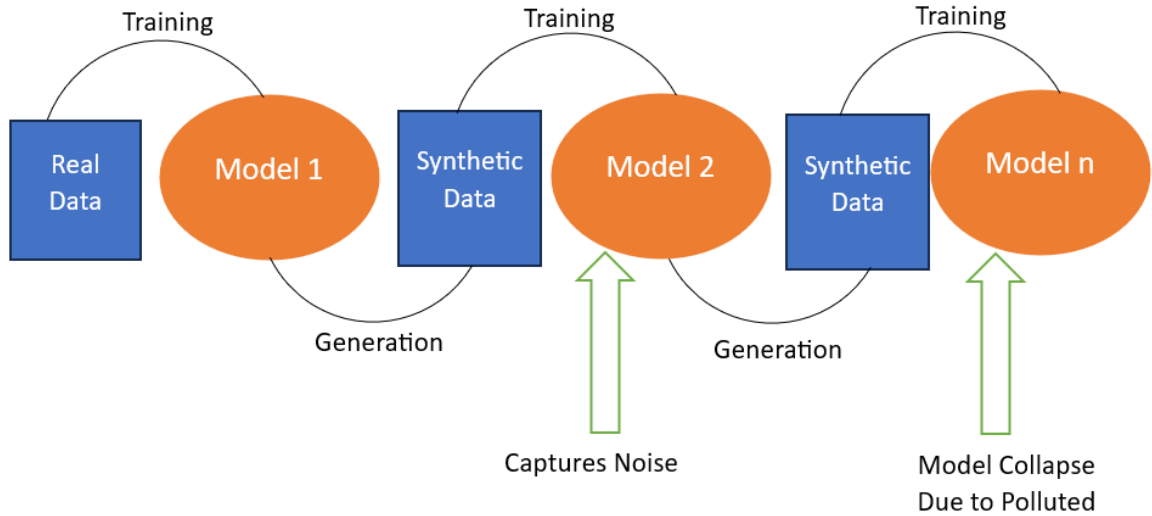 Training
Training
Training
Real
Data
Model 1
Synthetic
Data
Model 2
Synthetic
Data
Model n
Generation
Generation
Captures Noise
Model Collapse
Due to Polluted